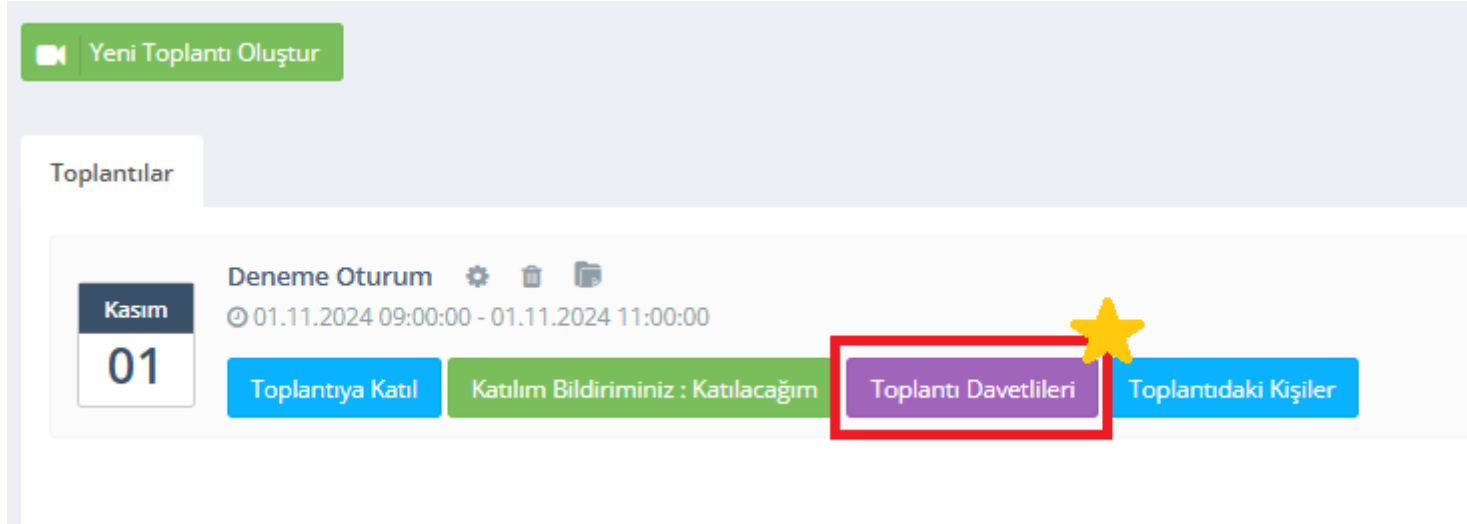 Yeni Toplantı Oluştur
Toplantılar
Kasım
01
Deneme Oturum
01.11.2024 09:00:00 - 01.11.2024 11:00:00
Toplantıya Katıl
Katılım Bildiriminiz : Katılacağım
Toplantı Davetlileri
Toplantıdaki Kişiler